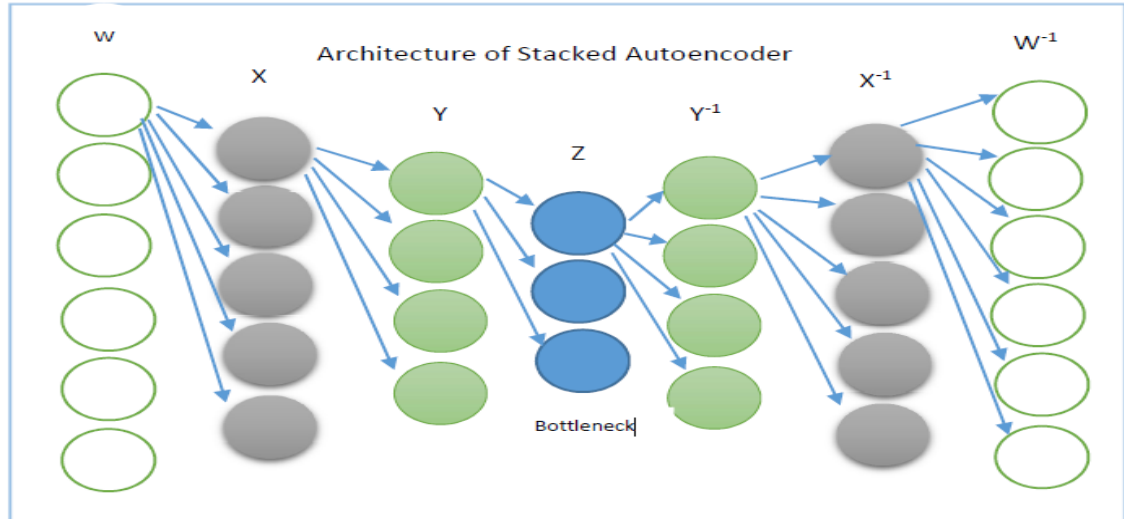 w
W⁻¹
Architecture of Stacked Autoencoder
X
X⁻¹
Y
Y⁻¹
Z
Bottleneck